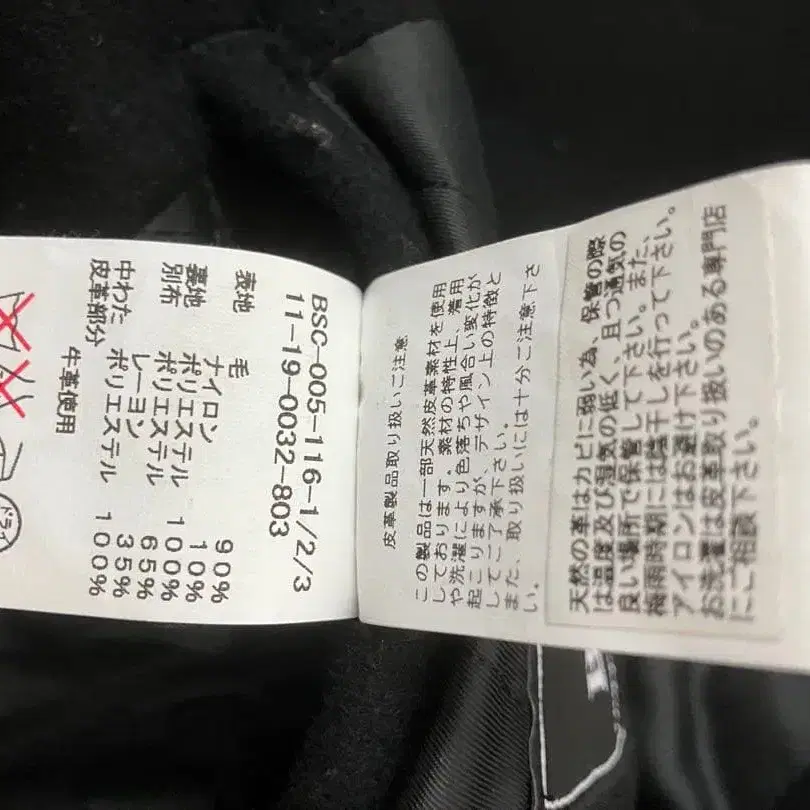 BSC-005-116-1/2/3
11-19-0032-803
表地 毛 90%
ナイロン 10%
裏地 ポリエステル 100%
別布 ポリエステル 65%
レーヨン 35%
中わた ポリエステル 100%
皮革部分 牛革使用
ドライ
皮革製品取り扱いご注意
この製品は一部天然皮革素材を使用
しております。素材の特性上、着用
や洗濯により色落ちや風合い変化が
起こりますが、デザイン上の特徴と
してご了承下さい。
また、取り扱いには十分ご注意下さ
い。
天然の革はカビに弱い為、保管の際
は温度及び湿気の低く、且つ通気の
良い場所で保管して下さい。また、
梅雨時期には陰干しを行って下さい。
アイロンはお避け下さい。
お洗濯は皮革取り扱いのある専門店
にご相談下さい。